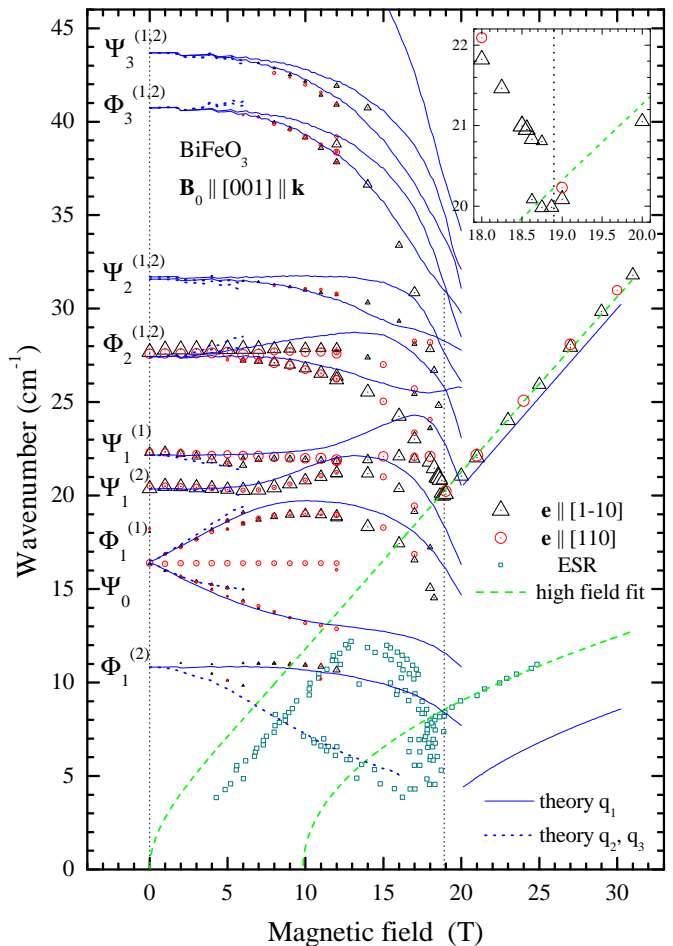 Wavenumber (cm⁻¹)
45
40
35
30
25
20
15
10
5
0
Ψ₃^(1,2)
Φ₃^(1,2)
BiFeO₃
B₀ || [001] || k
Ψ₂^(1,2)
Φ₂^(1,2)
Ψ₁^(1)
Ψ₁^(2)
Φ₁^(1)
Ψ₀
Φ₁^(2)
22
21
20
18.0 18.5 19.0 19.5 20.0
e || [1-10]
e || [110]
ESR
high field fit
theory q₁
theory q₂, q₃
0 5 10 15 20 25 30
Magnetic field (T)